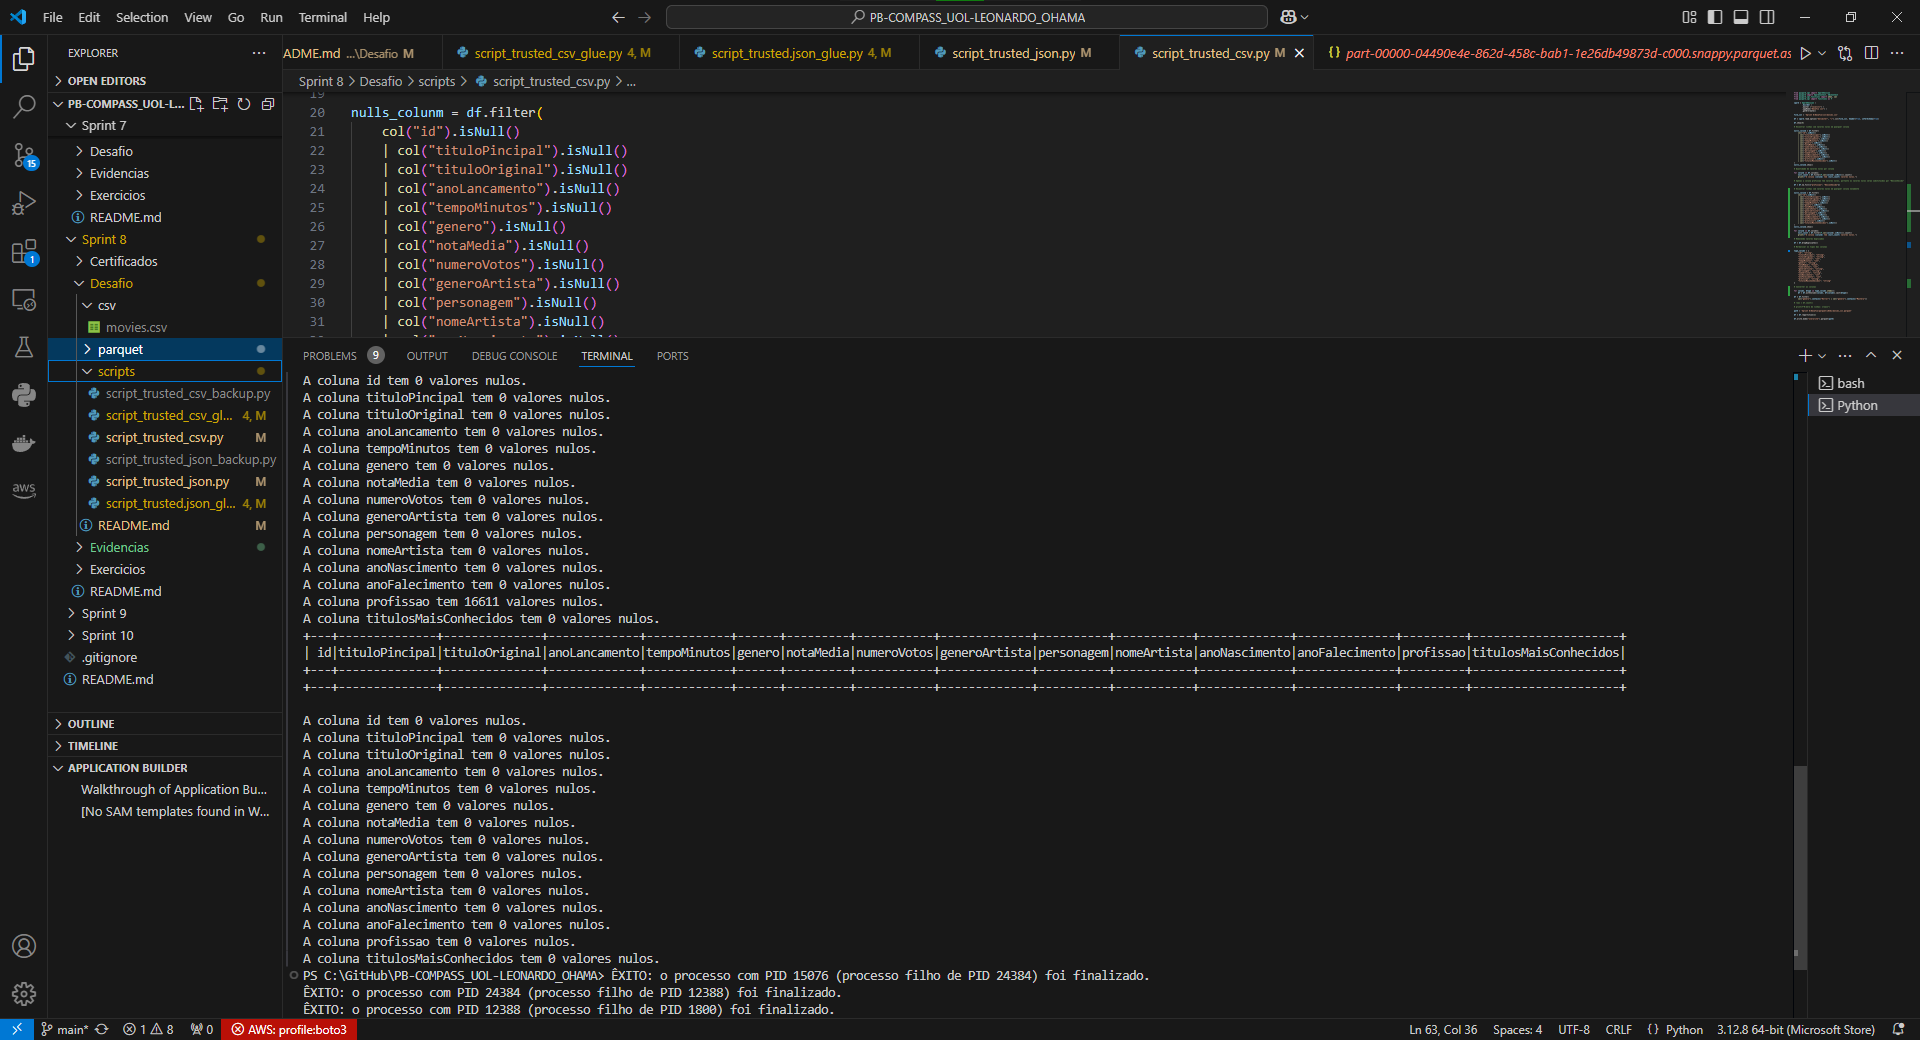 File Edit Selection View Go Run Terminal Help
PB-COMPASS_UOL-LEONARDO_OHAMA
EXPLORER
ADME.md ...\Desafio M
script_trusted_csv_glue.py 4, M
script_trusted.json_glue.py 4, M
script_trusted_json.py M
script_trusted_csv.py M
part-00000-04490e4e-862d-458c-bab1-1e26db49873d-c000.snappy.parquet.as
OPEN EDITORS
Sprint 8 > Desafio > scripts > script_trusted_csv.py > ...
PB-COMPASS_UOL-L...
Sprint 7
Desafio
Evidencias
Exercicios
README.md
Sprint 8
Certificados
Desafio
csv
movies.csv
parquet
scripts
script_trusted_csv_backup.py
script_trusted_csv_gl... 4, M
script_trusted_csv.py M
script_trusted_json_backup.py
script_trusted_json.py M
script_trusted.json_gl... 4, M
README.md M
Evidencias
Exercicios
README.md
Sprint 9
Sprint 10
.gitignore
README.md
OUTLINE
TIMELINE
APPLICATION BUILDER
Walkthrough of Application Bu...
[No SAM templates found in W...
15
1
aws
19
20 nulls_colunm = df.filter(
21 col("id").isNull()
22 | col("tituloPincipal").isNull()
23 | col("tituloOriginal").isNull()
24 | col("anoLancamento").isNull()
25 | col("tempoMinutos").isNull()
26 | col("genero").isNull()
27 | col("notaMedia").isNull()
28 | col("numeroVotos").isNull()
29 | col("generoArtista").isNull()
30 | col("personagem").isNull()
31 | col("nomeArtista").isNull()
PROBLEMS 9 OUTPUT DEBUG CONSOLE TERMINAL PORTS
bash
Python
A coluna id tem 0 valores nulos.
A coluna tituloPincipal tem 0 valores nulos.
A coluna tituloOriginal tem 0 valores nulos.
A coluna anoLancamento tem 0 valores nulos.
A coluna tempoMinutos tem 0 valores nulos.
A coluna genero tem 0 valores nulos.
A coluna notaMedia tem 0 valores nulos.
A coluna numeroVotos tem 0 valores nulos.
A coluna generoArtista tem 0 valores nulos.
A coluna personagem tem 0 valores nulos.
A coluna nomeArtista tem 0 valores nulos.
A coluna anoNascimento tem 0 valores nulos.
A coluna anoFalecimento tem 0 valores nulos.
A coluna profissao tem 16611 valores nulos.
A coluna titulosMaisConhecidos tem 0 valores nulos.
+---+--------------+--------------+-------------+------------+------+---------+-----------+-------------+----------+-----------+-------------+--------------+---------+---------------------+
| id|tituloPincipal|tituloOriginal|anoLancamento|tempoMinutos|genero|notaMedia|numeroVotos|generoArtista|personagem|nomeArtista|anoNascimento|anoFalecimento|profissao|titulosMaisConhecidos|
+---+--------------+--------------+-------------+------------+------+---------+-----------+-------------+----------+-----------+-------------+--------------+---------+---------------------+
+---+--------------+--------------+-------------+------------+------+---------+-----------+-------------+----------+-----------+-------------+--------------+---------+---------------------+
A coluna id tem 0 valores nulos.
A coluna tituloPincipal tem 0 valores nulos.
A coluna tituloOriginal tem 0 valores nulos.
A coluna anoLancamento tem 0 valores nulos.
A coluna tempoMinutos tem 0 valores nulos.
A coluna genero tem 0 valores nulos.
A coluna notaMedia tem 0 valores nulos.
A coluna numeroVotos tem 0 valores nulos.
A coluna generoArtista tem 0 valores nulos.
A coluna personagem tem 0 valores nulos.
A coluna nomeArtista tem 0 valores nulos.
A coluna anoNascimento tem 0 valores nulos.
A coluna anoFalecimento tem 0 valores nulos.
A coluna profissao tem 0 valores nulos.
A coluna titulosMaisConhecidos tem 0 valores nulos.
PS C:\GitHub\PB-COMPASS_UOL-LEONARDO_OHAMA> ÊXITO: o processo com PID 15076 (processo filho de PID 24384) foi finalizado.
ÊXITO: o processo com PID 24384 (processo filho de PID 12388) foi finalizado.
ÊXITO: o processo com PID 12388 (processo filho de PID 1800) foi finalizado.
main* 1 8 0 AWS: profile:boto3 Ln 63, Col 36 Spaces: 4 UTF-8 CRLF {} Python 3.12.8 64-bit (Microsoft Store)